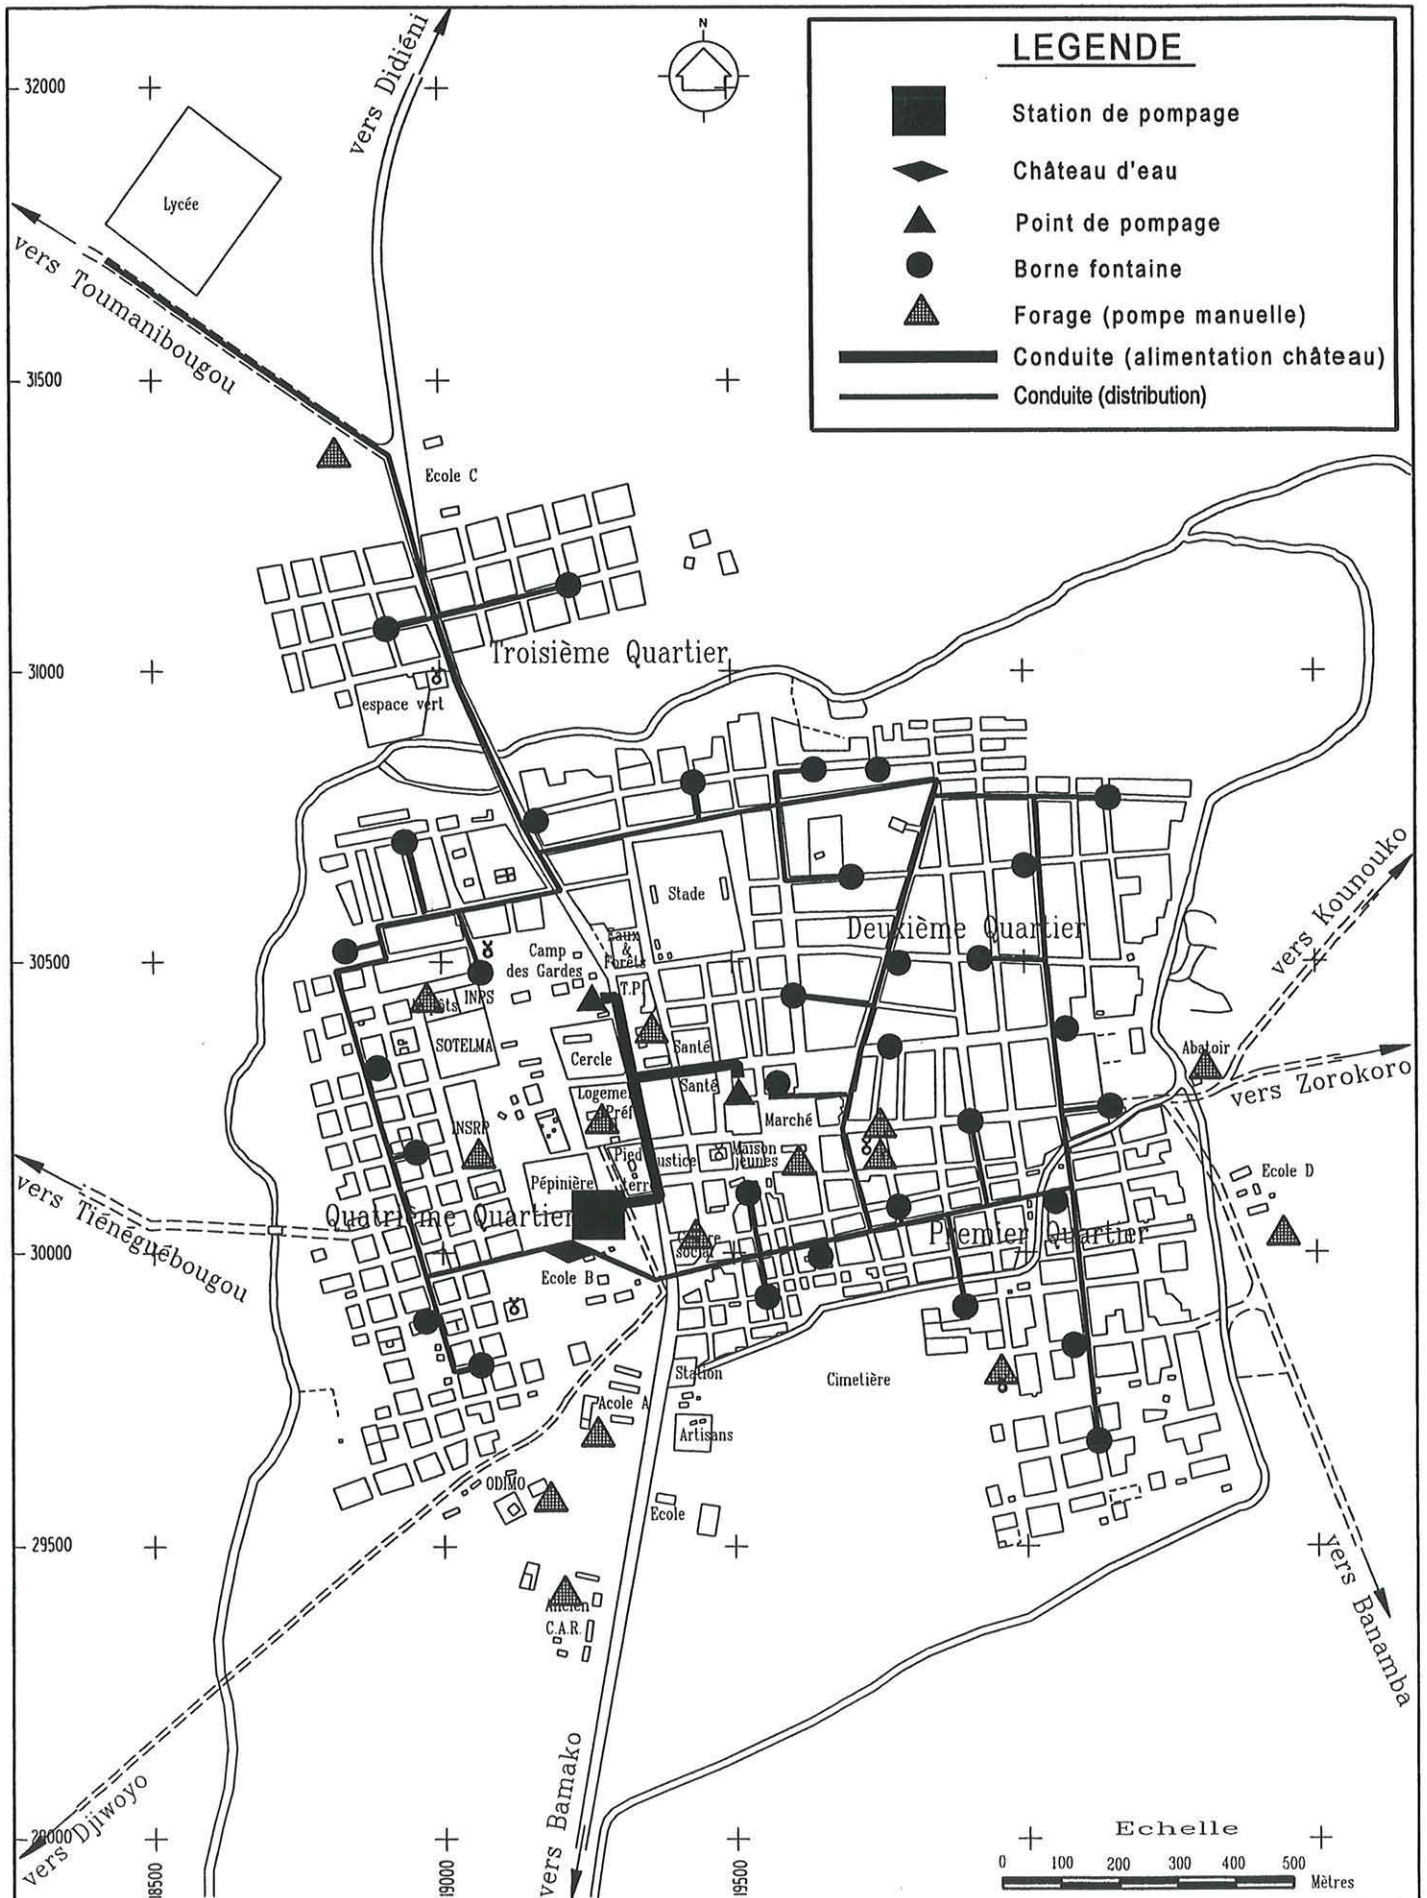 N
LEGENDE
Station de pompage
Château d'eau
Point de pompage
Borne fontaine
Forage (pompe manuelle)
Conduite (alimentation château)
Conduite (distribution)
32000
vers Didiéni
Lycée
vers Toumanibougou
31500
Ecole C
Troisième Quartier
31000
espace vert
vers Kounouko
Stade
Deuxième Quartier
Eaux
&
Forêts
Camp
des Gardes
30500
T.P.
INPS
SOTELMA
Cercle
Santé
Santé
Abatoir
vers Zorokoro
Préf
Marché
INSRP
Maison
jeunes
Pépinière
Ecole D
vers Tiénéguébougou
Quatrième Quartier
Premier Quartier
30000
social
Ecole B
Station
Cimetière
Acole A
Artisans
ODIMO
Ecole
29500
vers Banamba
Ancien
C.A.R.
vers Bamako
vers Djiwoyo
Echelle
0 100 200 300 400 500
Mètres
19000
19500